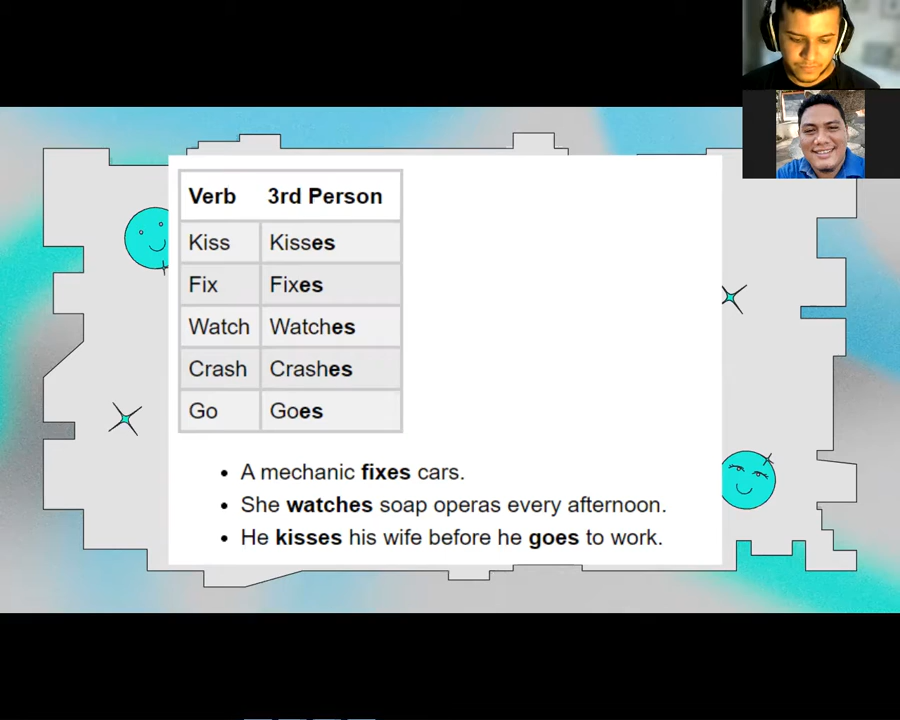 Verb 3rd Person
Kiss Kisses
Fix Fixes
Watch Watches
Crash Crashes
Go Goes
• A mechanic fixes cars.
• She watches soap operas every afternoon.
• He kisses his wife before he goes to work.